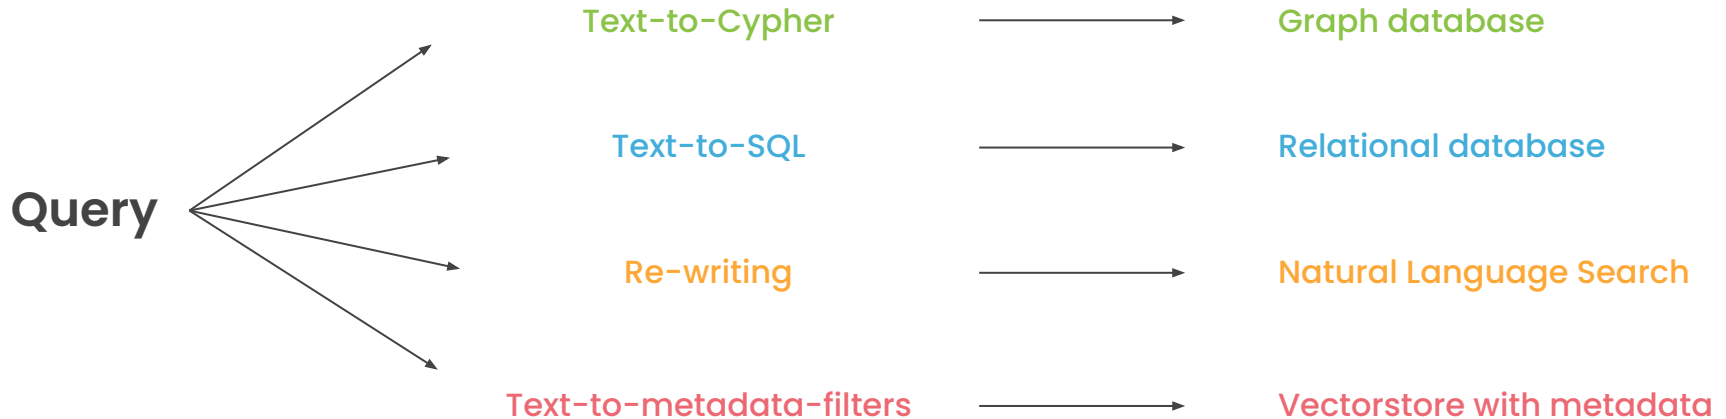 Text-to-Cypher
Graph database
Text-to-SQL
Relational database
Query
Re-writing
Natural Language Search
Text-to-metadata-filters
Vectorstore with metadata